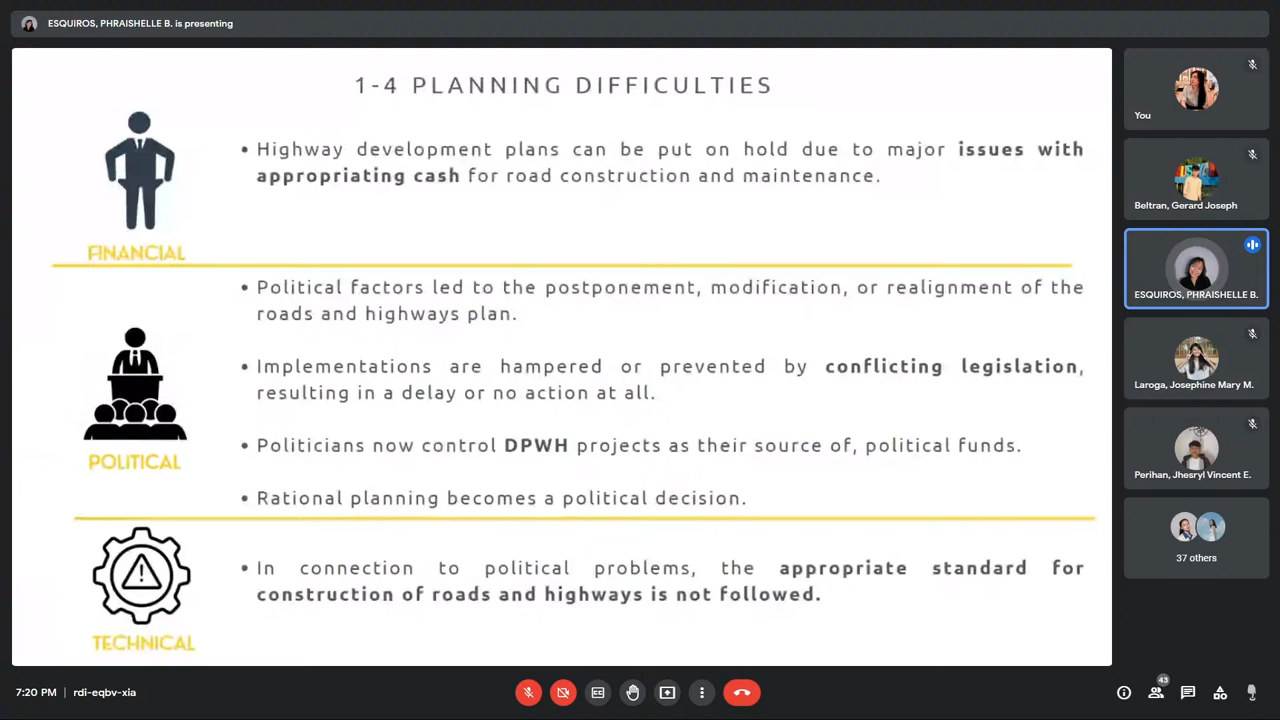 ESQUIROS, PHRAISHELLE B. is presenting
1-4 PLANNING DIFFICULTIES
• Highway development plans can be put on hold due to major issues with
appropriating cash for road construction and maintenance.
FINANCIAL
• Political factors led to the postponement, modification, or realignment of the
roads and highways plan.
• Implementations are hampered or prevented by conflicting legislation,
resulting in a delay or no action at all.
• Politicians now control DPWH projects as their source of, political funds.
POLITICAL
• Rational planning becomes a political decision.
• In connection to political problems, the appropriate standard for
construction of roads and highways is not followed.
TECHNICAL
You
Beltran, Gerard Joseph
ESQUIROS, PHRAISHELLE B.
Laroga, Josephine Mary M.
Perihan, Jhesryl Vincent E.
37 others
7:20 PM | rdi-eqbv-xia
43